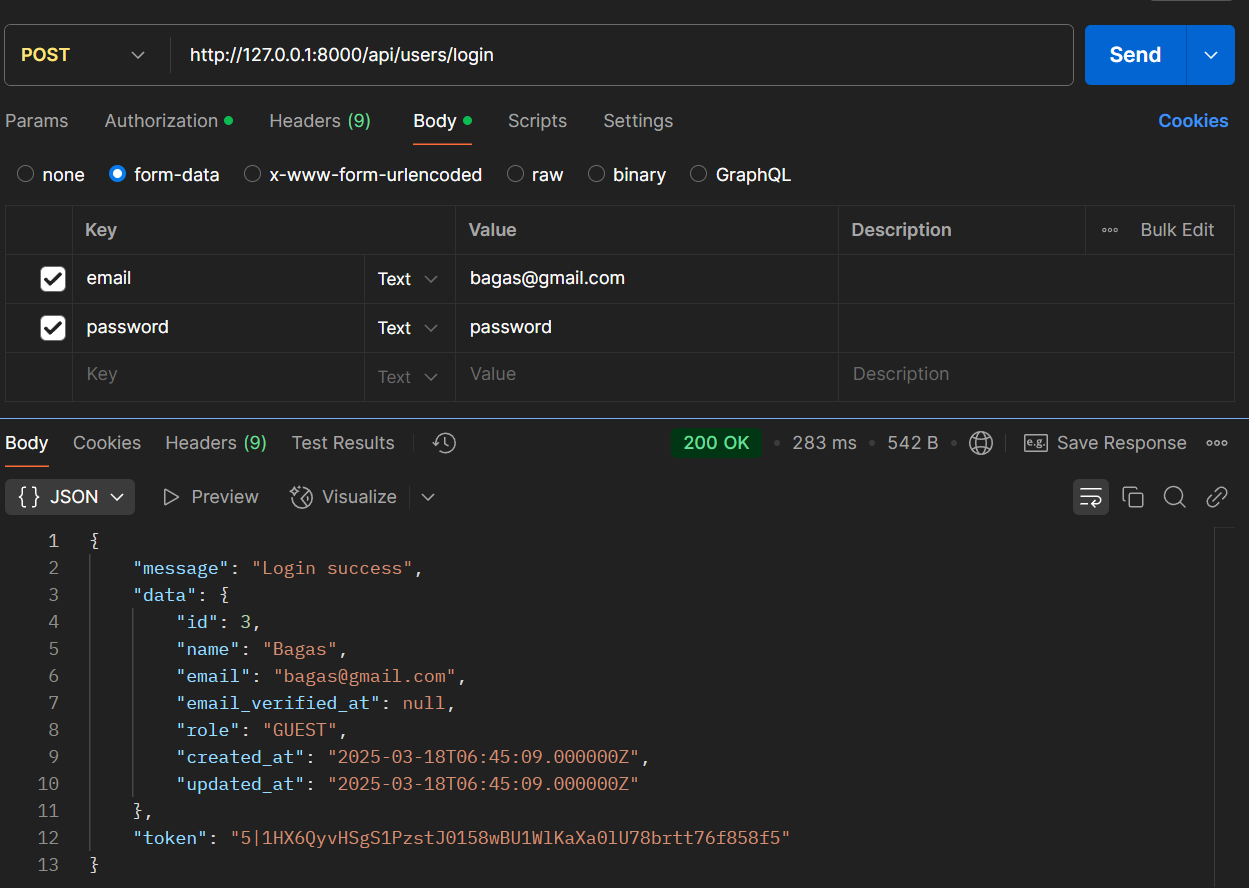 POST http://127.0.0.1:8000/api/users/login Send
Params Authorization Headers (9) Body Scripts Settings Cookies
none form-data x-www-form-urlencoded raw binary GraphQL
Key Value Description Bulk Edit
email Text bagas@gmail.com
password Text password
Key Text Value Description
Body Cookies Headers (9) Test Results 200 OK 283 ms 542 B e.g. Save Response
{} JSON Preview Visualize
1 {
2 "message": "Login success",
3 "data": {
4 "id": 3,
5 "name": "Bagas",
6 "email": "bagas@gmail.com",
7 "email_verified_at": null,
8 "role": "GUEST",
9 "created_at": "2025-03-18T06:45:09.000000Z",
10 "updated_at": "2025-03-18T06:45:09.000000Z"
11 },
12 "token": "5|1HX6QyvHSgS1PzstJ0158wBU1WlKaXa0lU78brtt76f858f5"
13 }